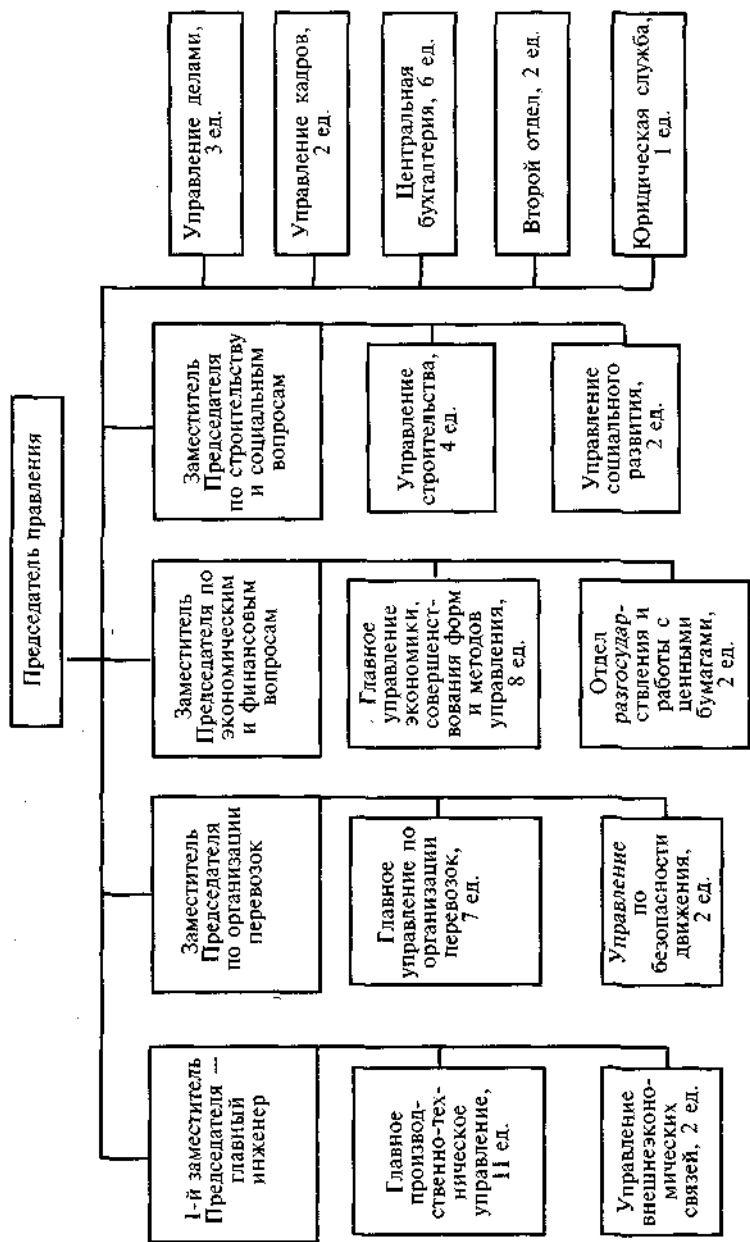 Председатель правления
1-й заместитель
Председателя —
главный
инженер
Заместитель
Председателя
по организации
перевозок
Заместитель
Председателя по
экономическим
и финансовым
вопросам
Заместитель
Председателя
по строительству
и социальным
вопросам
Главное
производ-
ственно-тех-
ническое
управление,
11 ед.
Управление
внешнеэконо-
мических
связей, 2 ед.
Главное
управление по
организации
перевозок,
7 ед.
Управление
по
безопасности
движения,
2 ед.
Главное
управление
экономики,
совершенст-
вования форм
и методов
управления,
8 ед.
Отдел
разгосудар-
ствления и
работы с
ценными
бумагами,
2 ед.
Управление
строительства,
4 ед.
Управление
социального
развития,
2 ед.
Управление делами,
3 ед.
Управление кадров,
2 ед.
Центральная
бухгалтерия, 6 ед.
Второй отдел, 2 ед.
Юридическая служба,
1 ед.